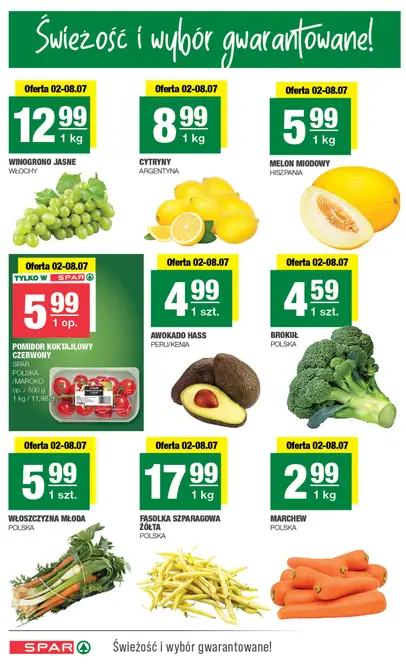 Świeżość i wybór gwarantowane!
Oferta 02-08.07
12 99
1 kg
WINOGRONO JASNE
WŁOCHY
Oferta 02-08.07
8 99
1 kg
CYTRYNY
ARGENTYNA
Oferta 02-08.07
5 99
1 kg
MELON MIODOWY
HISZPANIA
Oferta 02-08.07
TYLKO W SPAR
5 99
1 op.
POMIDOR KOKTAJLOWY
CZERWONY
SPAR
POLSKA
/MAROKO
op. / 500 g
1 kg / 11,98 zł
Oferta 02-08.07
4 99
1 szt.
AWOKADO HASS
PERU/KENIA
Oferta 02-08.07
4 59
1 szt.
BROKUŁ
POLSKA
Oferta 02-08.07
5 99
1 szt.
WŁOSZCZYZNA MŁODA
POLSKA
Oferta 02-08.07
17 99
1 kg
FASOLKA SZPARAGOWA
ŻÓŁTA
POLSKA
Oferta 02-08.07
2 99
1 kg
MARCHEW
POLSKA
SPAR
Świeżość i wybór gwarantowane!